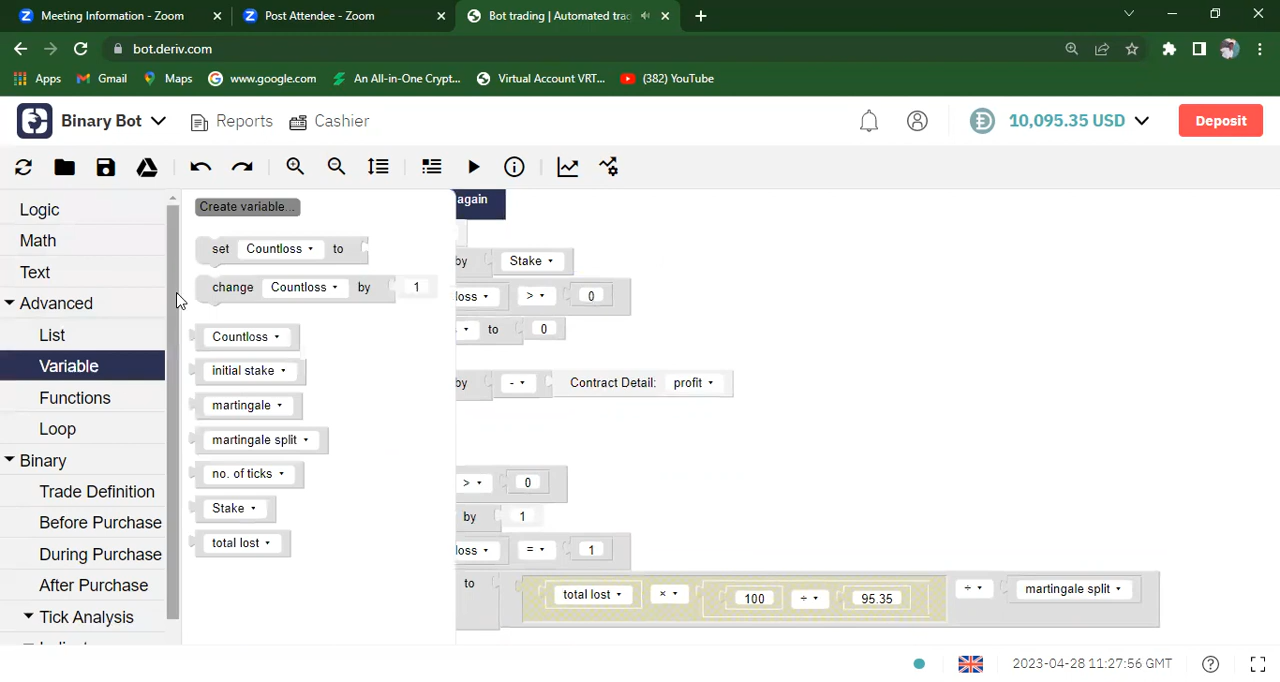 Meeting Information - Zoom
Post Attendee - Zoom
Bot trading | Automated trac
bot.deriv.com
Apps Gmail Maps www.google.com An All-in-One Crypt... Virtual Account VRT... (382) YouTube
Binary Bot Reports Cashier 10,095.35 USD Deposit
Logic
Math
Text
Advanced
List
Variable
Functions
Loop
Binary
Trade Definition
Before Purchase
During Purchase
After Purchase
Tick Analysis
Create variable...
set Countloss to
change Countloss by 1
Countloss
initial stake
martingale
martingale split
no. of ticks
Stake
total lost
again
by Stake
loss > 0
to 0
by - Contract Detail: profit
> 0
by 1
loss = 1
to total lost × 100 ÷ 95.35 ÷ martingale split
2023-04-28 11:27:56 GMT